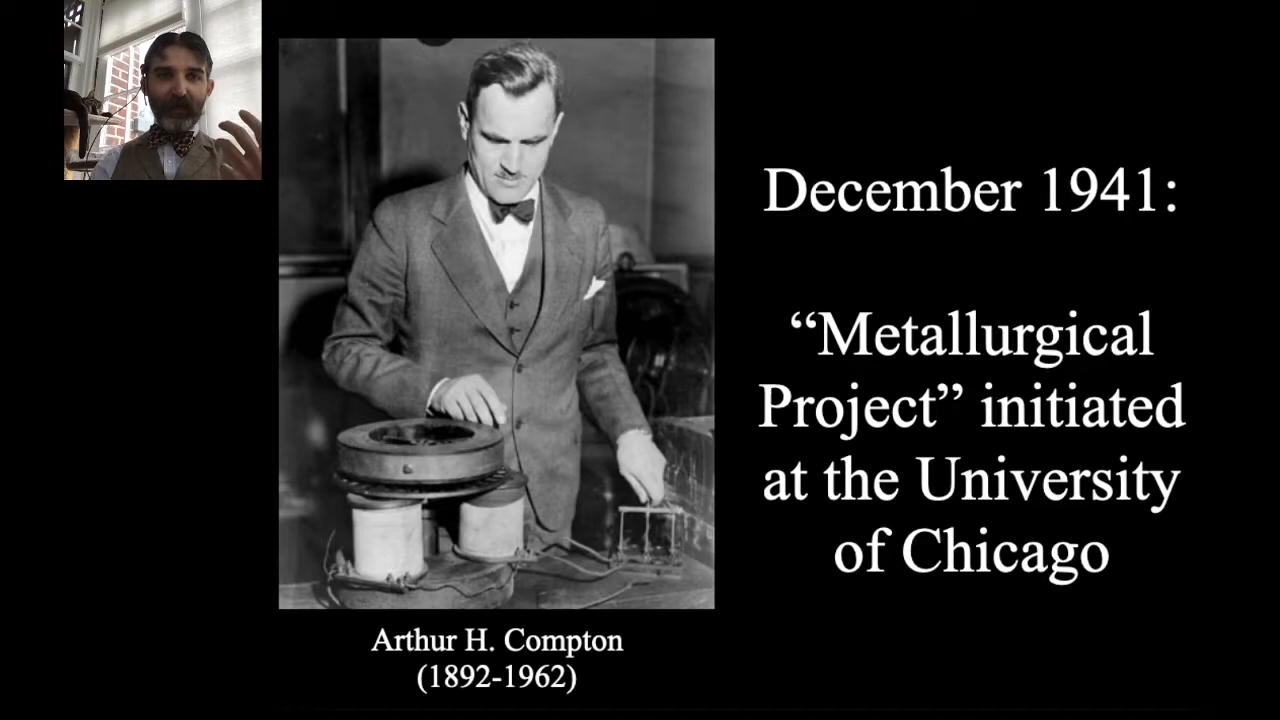 December 1941:
“Metallurgical
Project” initiated
at the University
of Chicago
Arthur H. Compton
(1892-1962)